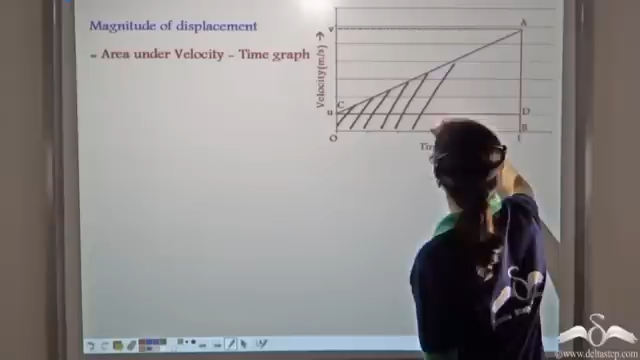 Magnitude of displacement
= Area under Velocity - Time graph
Velocity(m/s)
v
A
C
u
D
O
B
t
www.deltastep.com